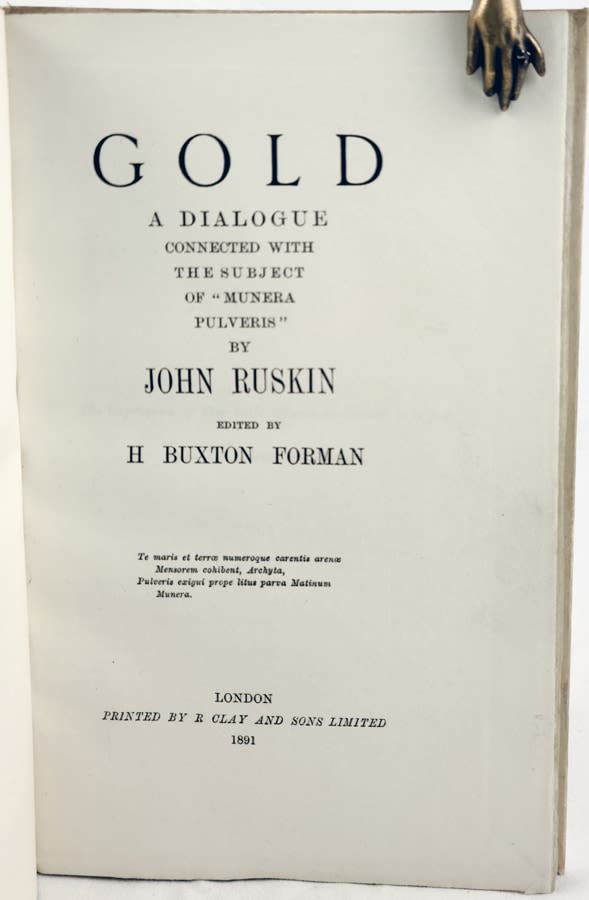 GOLD
A DIALOGUE
CONNECTED WITH
THE SUBJECT
OF "MUNERA
PULVERIS"
BY
JOHN RUSKIN
EDITED BY
H BUXTON FORMAN
Te maris et terræ numeroque carentis arenæ
Mensorem cohibent, Archyta,
Pulveris exigui prope litus parva Matinum
Munera.
LONDON
PRINTED BY R CLAY AND SONS LIMITED
1891